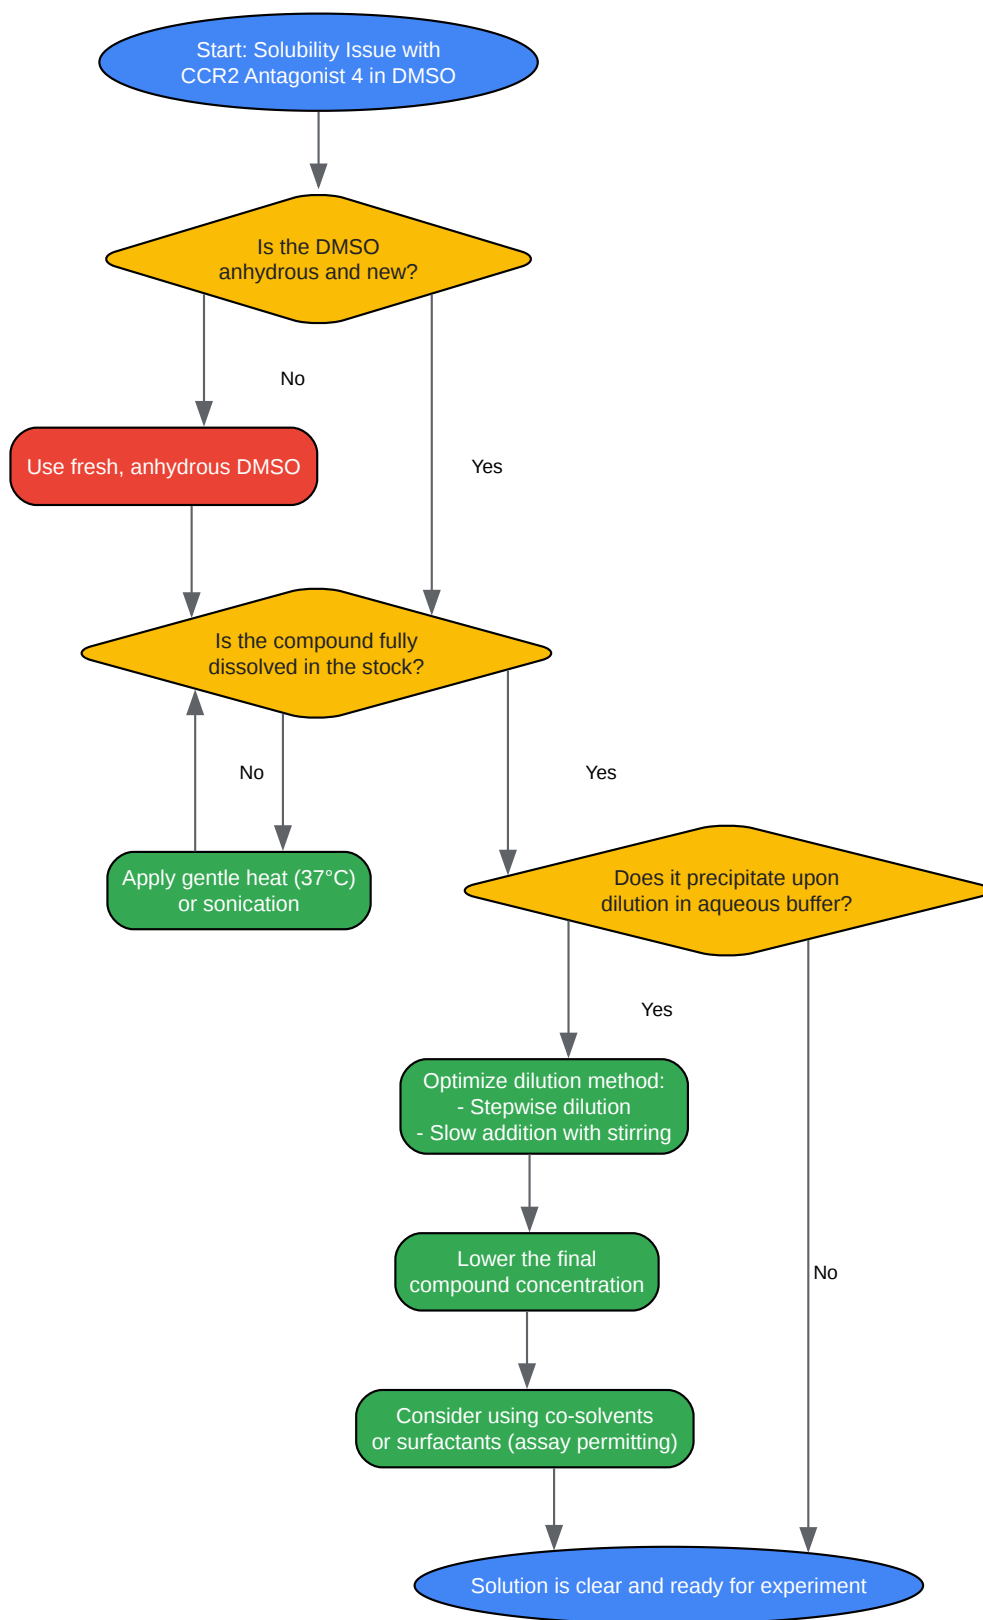 Start: Solubility Issue with
CCR2 Antagonist 4 in DMSO
Is the DMSO
anhydrous and new?
No
Use fresh, anhydrous DMSO
Yes
Is the compound fully
dissolved in the stock?
No
Yes
Apply gentle heat (37°C)
or sonication
Does it precipitate upon
dilution in aqueous buffer?
Yes
Optimize dilution method:
- Stepwise dilution
- Slow addition with stirring
Lower the final
compound concentration
No
Consider using co-solvents
or surfactants (assay permitting)
Solution is clear and ready for experiment